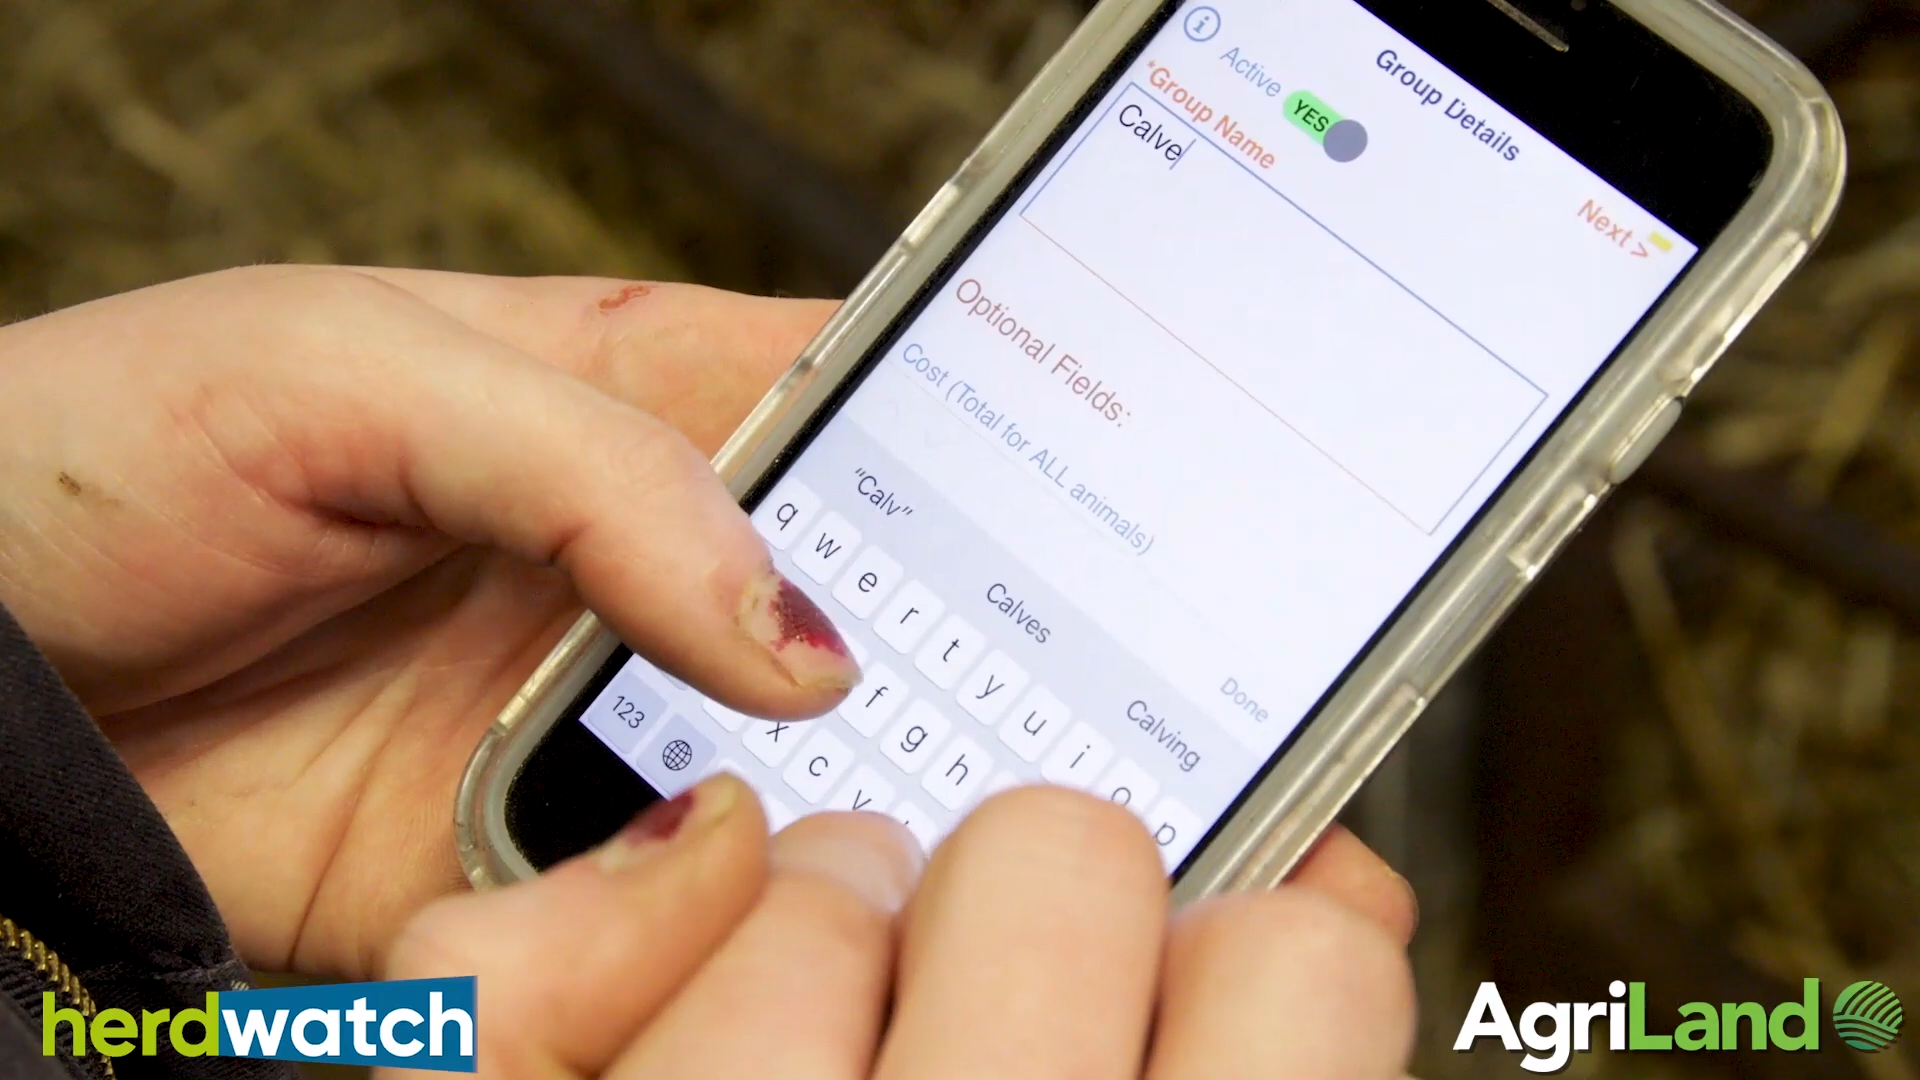 Group Details
Active YES
Next >
*Group Name
Calve
Optional Fields:
Cost (Total for ALL animals)
Done
"Calv" Calves Calving
q w e r t y u i o p
f g h
x c v
123
herdwatch
AgriLand